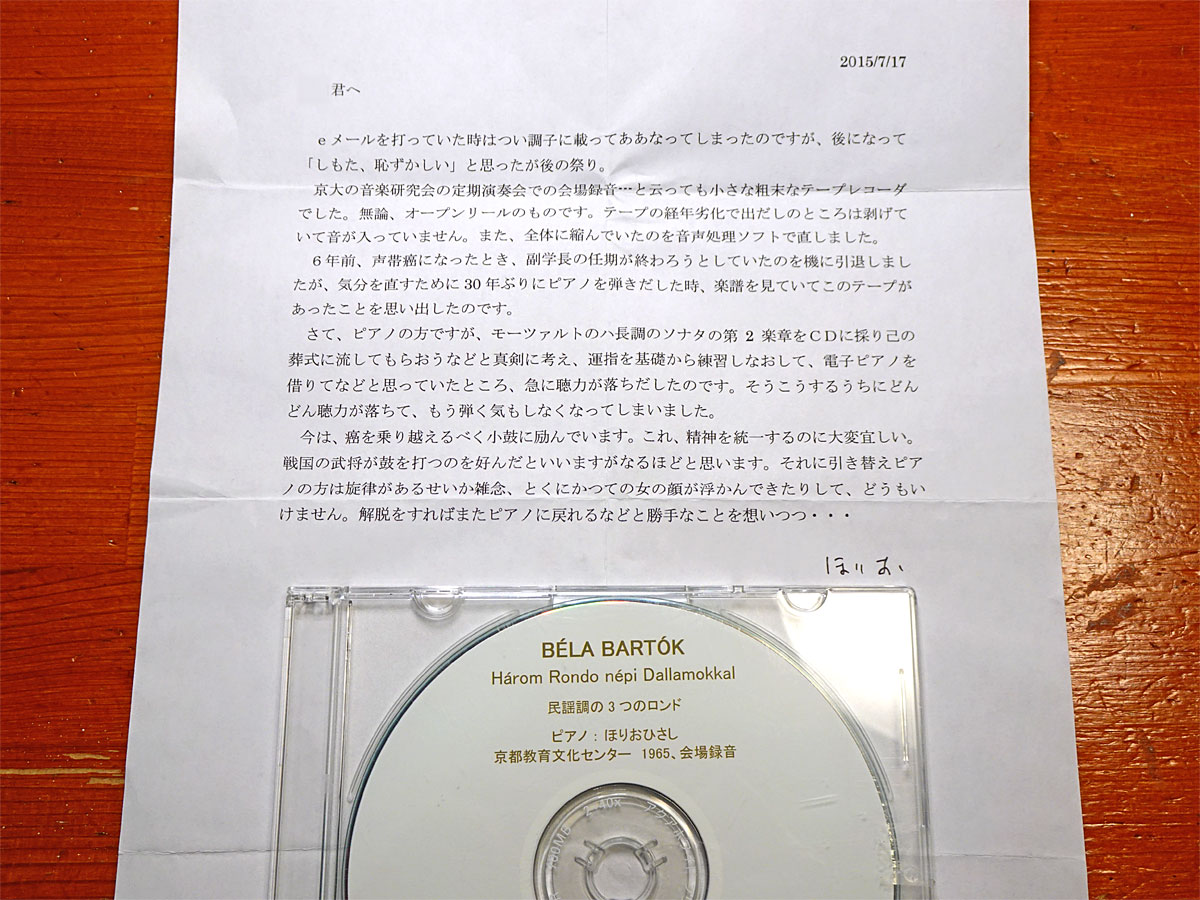 2015/7/17
君へ
eメールを打っていた時はつい調子に載ってああなってしまったのですが、後になって
「しもた、恥ずかしい」と思ったが後の祭り。
京大の音楽研究会の定期演奏会での会場録音…と云っても小さな粗末なテープレコーダ
でした。無論、オープンリールのものです。テープの経年劣化で出だしのところは剥げて
いて音が入っていません。また、全体に縮んでいたのを音声処理ソフトで直しました。
6年前、声帯癌になったとき、副学長の任期が終わろうとしていたのを機に引退しまし
たが、気分を直すために30年ぶりにピアノを弾きだした時、楽譜を見ていてこのテープが
あったことを思い出したのです。
さて、ピアノの方ですが、モーツァルトのハ長調のソナタの第 2 楽章をCDに採り己の
葬式に流してもらおうなどと真剣に考え、運指を基礎から練習しなおして、電子ピアノを
借りてなどと思っていたところ、急に聴力が落ちだしたのです。そうこうするうちにどん
どん聴力が落ちて、もう弾く気もしなくなってしまいました。
今は、癌を乗り越えるべく小鼓に励んでいます。これ、精神を統一するのに大変宜しい。
戦国の武将が鼓を打つのを好んだといいますがなるほどと思います。それに引き替えピア
ノの方は旋律があるせいか雑念、とくにかつての女の顔が浮かんできたりして、どうもい
けません。解脱をすればまたピアノに戻れるなどと勝手なことを想いつつ・・・
ほりお
BÉLA BARTÓK
Három Rondo népi Dallamokkal
民謡調の3つのロンド
ピアノ：ほりおひさし
京都教育文化センター 1965、会場録音
700MB 2-40x